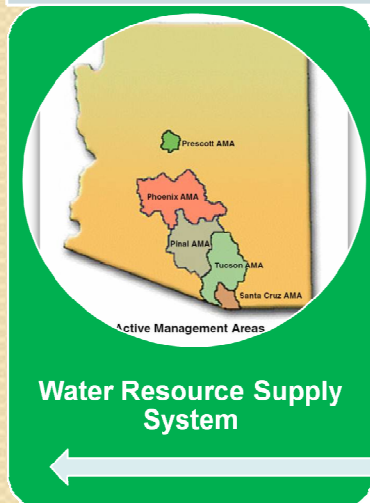 Prescott AMA
Phoenix AMA
Pinal AMA
Tucson AMA
Santa Cruz AMA
Active Management Areas
Water Resource Supply
System